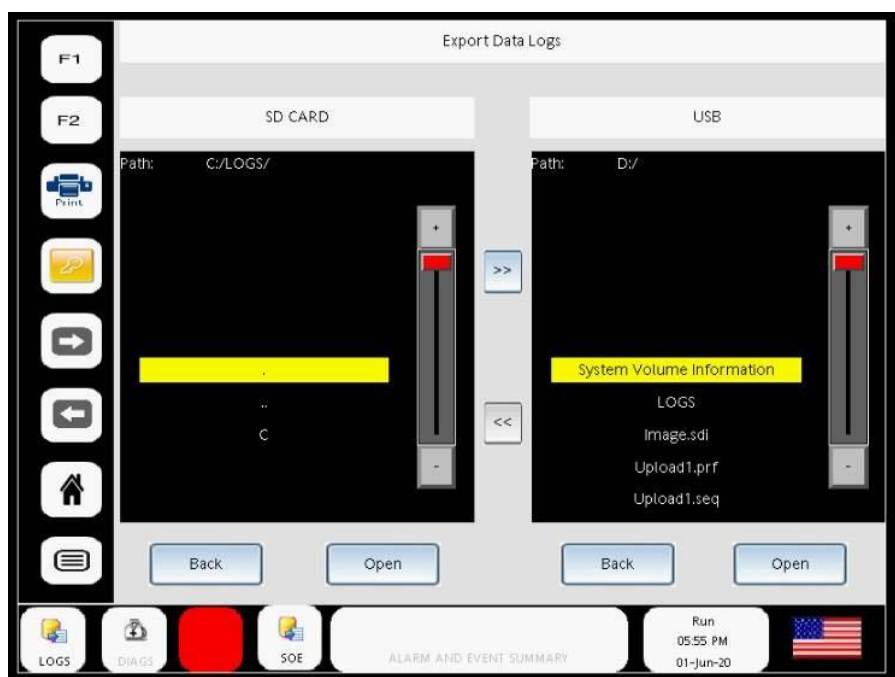 Export Data Logs
F1
F2
Print
SD CARD
USB
Path: C:/LOGS/
Path: D:/
+
+
>>
.
..
C
System Volume Information
LOGS
Image.sdi
Upload1.prf
Upload1.seq
<<
-
-
Back
Open
Back
Open
LOGS
DIAGS
SOE
ALARM AND EVENT SUMMARY
Run
05:55 PM
01-Jun-20